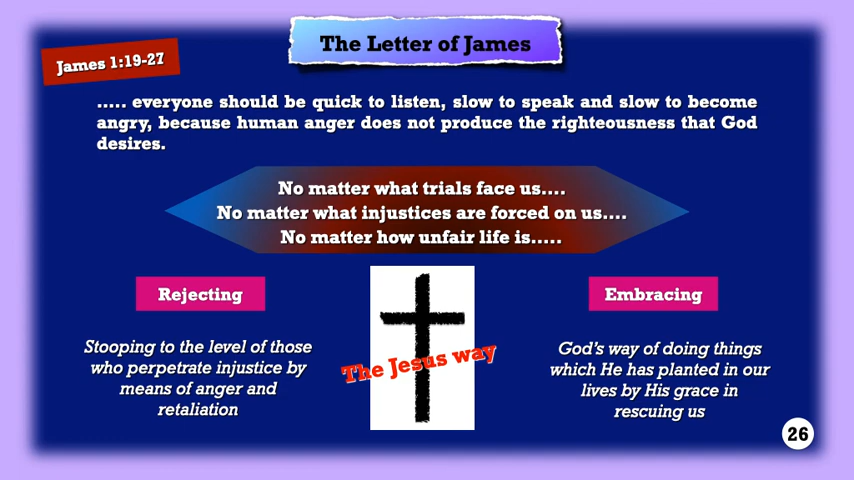 The Letter of James
James 1:19-27
..... everyone should be quick to listen, slow to speak and slow to become
angry, because human anger does not produce the righteousness that God
desires.
No matter what trials face us....
No matter what injustices are forced on us....
No matter how unfair life is.....
Rejecting
Stooping to the level of those
who perpetrate injustice by
means of anger and
retaliation
The Jesus way
Embracing
God's way of doing things
which He has planted in our
lives by His grace in
rescuing us
26